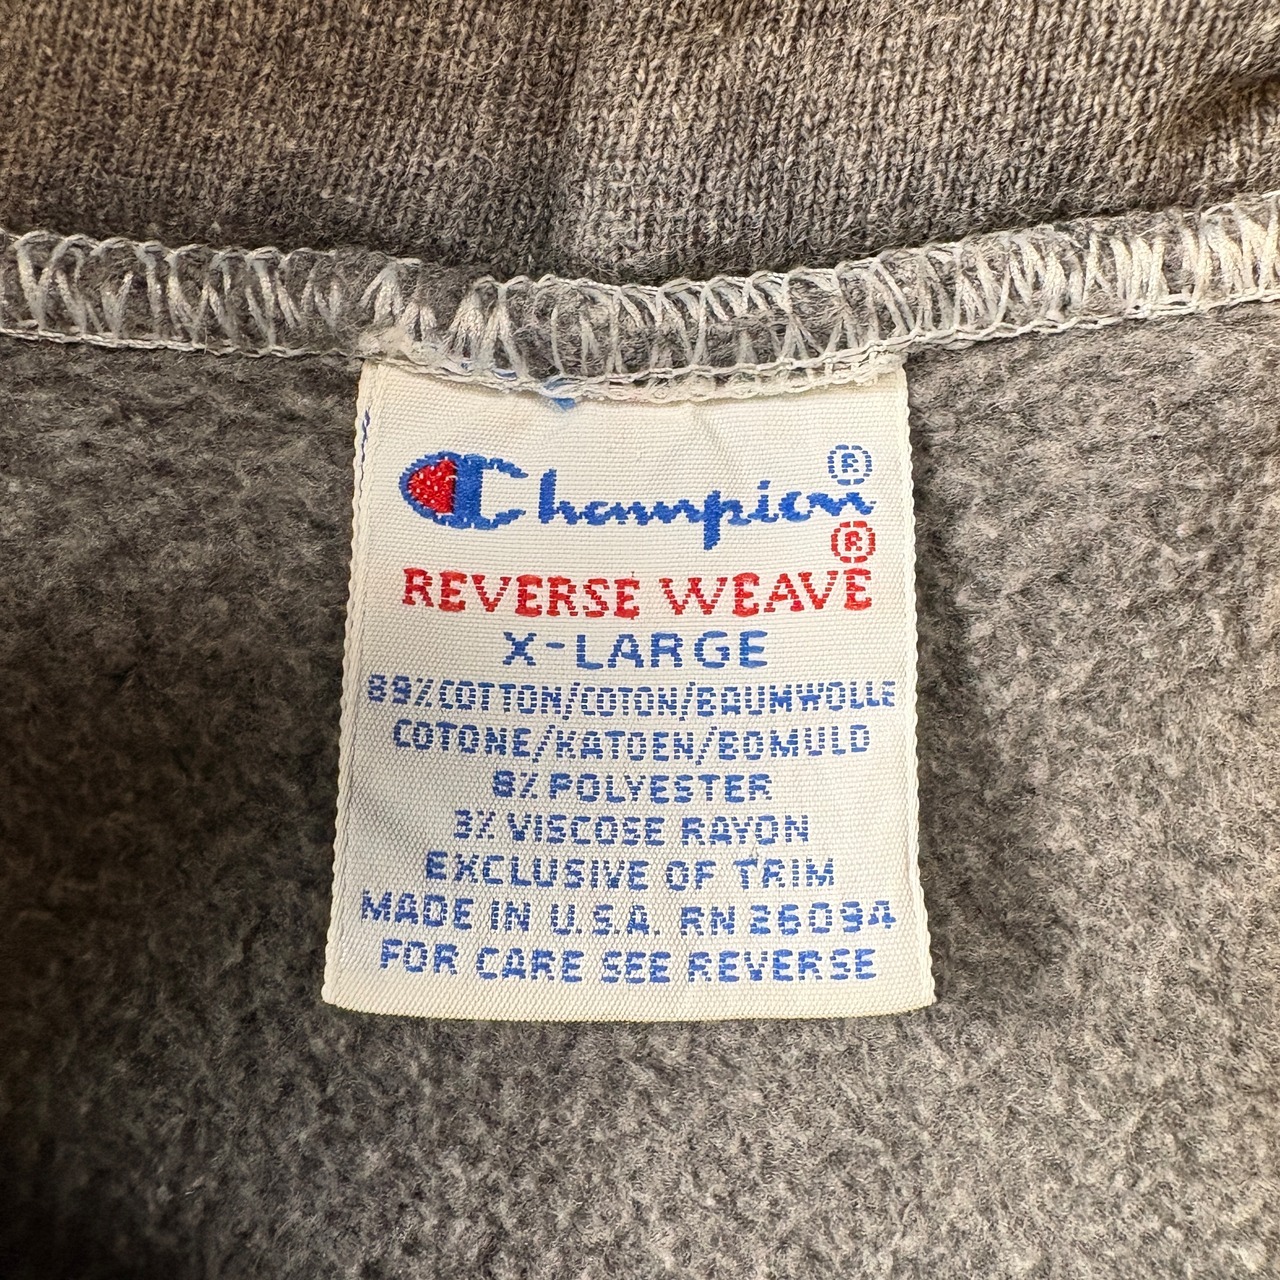 Champion®
REVERSE WEAVE®
X-LARGE
89% COTTON/COTON/BAUMWOLLE
COTONE/KATOEN/BOMULD
8% POLYESTER
3% VISCOSE RAYON
EXCLUSIVE OF TRIM
MADE IN U.S.A. RN 26094
FOR CARE SEE REVERSE